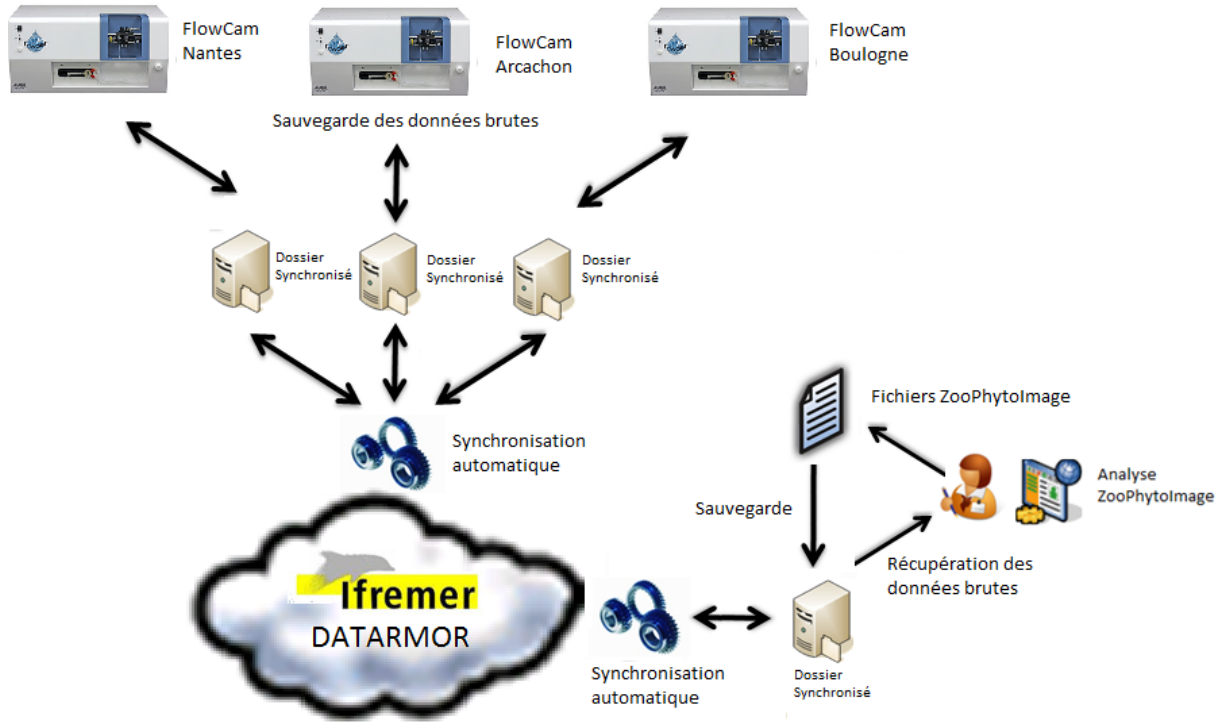 FlowCam
Nantes
FlowCam
Arcachon
FlowCam
Boulogne
Sauvegarde des données brutes
Dossier
Synchronisé
Dossier
Synchronisé
Dossier
Synchronisé
Synchronisation
automatique
Fichiers ZooPhytoImage
Analyse
ZooPhytoImage
Sauvegarde
Récupération des
données brutes
Ifremer
DATARMOR
Synchronisation
automatique
Dossier
Synchronisé